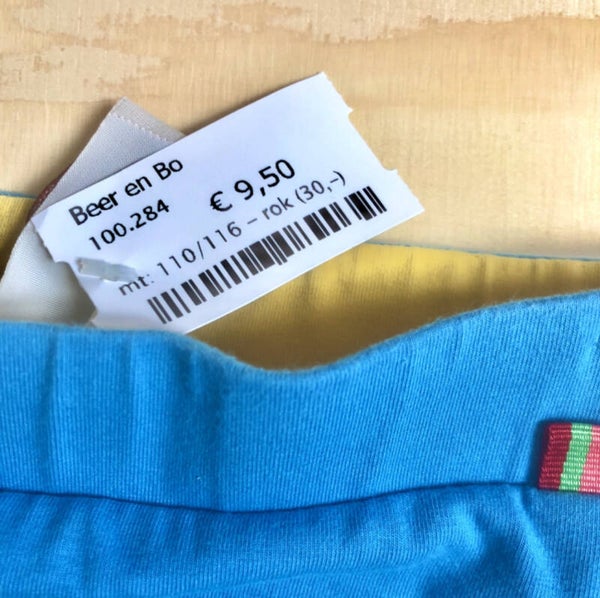 Beer en Bo
100.284 € 9,50
mt: 110/116 – rok (30,-)